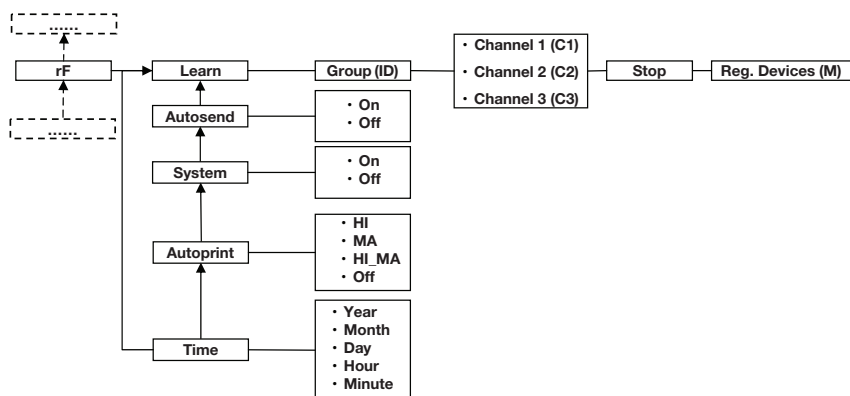 ......
rF
......
Learn
Group (ID)
· Channel 1 (C1)
· Channel 2 (C2)
· Channel 3 (C3)
Stop
Reg. Devices (M)
Autosend
· On
· Off
System
· On
· Off
Autoprint
· HI
· MA
· HI_MA
· Off
Time
· Year
· Month
· Day
· Hour
· Minute